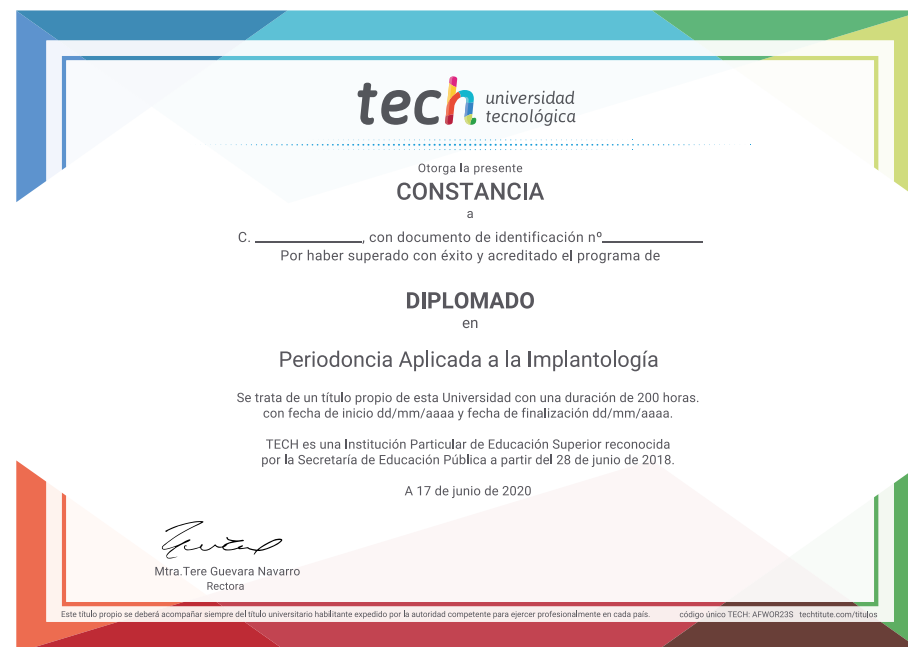 tech universidad
tecnológica
Otorga la presente
CONSTANCIA
a
C. ______________, con documento de identificación nº_____________
Por haber superado con éxito y acreditado el programa de
DIPLOMADO
en
Periodoncia Aplicada a la Implantología
Se trata de un título propio de esta Universidad con una duración de 200 horas.
con fecha de inicio dd/mm/aaaa y fecha de finalización dd/mm/aaaa.
TECH es una Institución Particular de Educación Superior reconocida
por la Secretaría de Educación Pública a partir del 28 de junio de 2018.
A 17 de junio de 2020
Mtra.Tere Guevara Navarro
Rectora
Este título propio se deberá acompañar siempre del título universitario habilitante expedido por la autoridad competente para ejercer profesionalmente en cada país. código único TECH: AFWOR23S techtitute.com/titulos